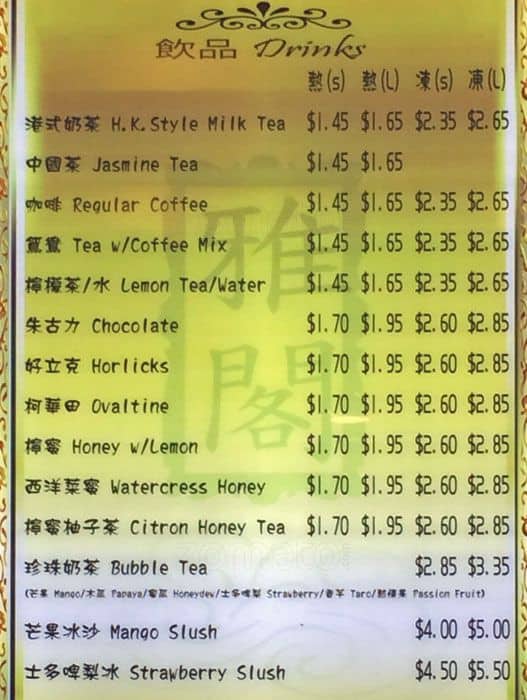 飲品 Drinks
熱(s) 熱(L) 凍(s) 凍(L)
港式奶茶 H.K.Style Milk Tea $1.45 $1.65 $2.35 $2.65
中國茶 Jasmine Tea $1.45 $1.65
咖啡 Regular Coffee $1.45 $1.65 $2.35 $2.65
鴛鴦 Tea w/Coffee Mix $1.45 $1.65 $2.35 $2.65
檸檬茶/水 Lemon Tea/Water $1.45 $1.65 $2.35 $2.65
朱古力 Chocolate $1.70 $1.95 $2.60 $2.85
好立克 Horlicks $1.70 $1.95 $2.60 $2.85
柯華田 Ovaltine $1.70 $1.95 $2.60 $2.85
檸蜜 Honey w/Lemon $1.70 $1.95 $2.60 $2.85
西洋菜蜜 Watercress Honey $1.70 $1.95 $2.60 $2.85
檸蜜柚子茶 Citron Honey Tea $1.70 $1.95 $2.60 $2.85
珍珠奶茶 Bubble Tea $2.85 $3.35
(芒果 Mango/木瓜 Papaya/蜜瓜 Honeydew/士多啤梨 Strawberry/香芋 Taro/熱情果 Passion Fruit)
芒果冰沙 Mango Slush $4.00 $5.00
士多啤梨冰 Strawberry Slush $4.50 $5.50
雅閣